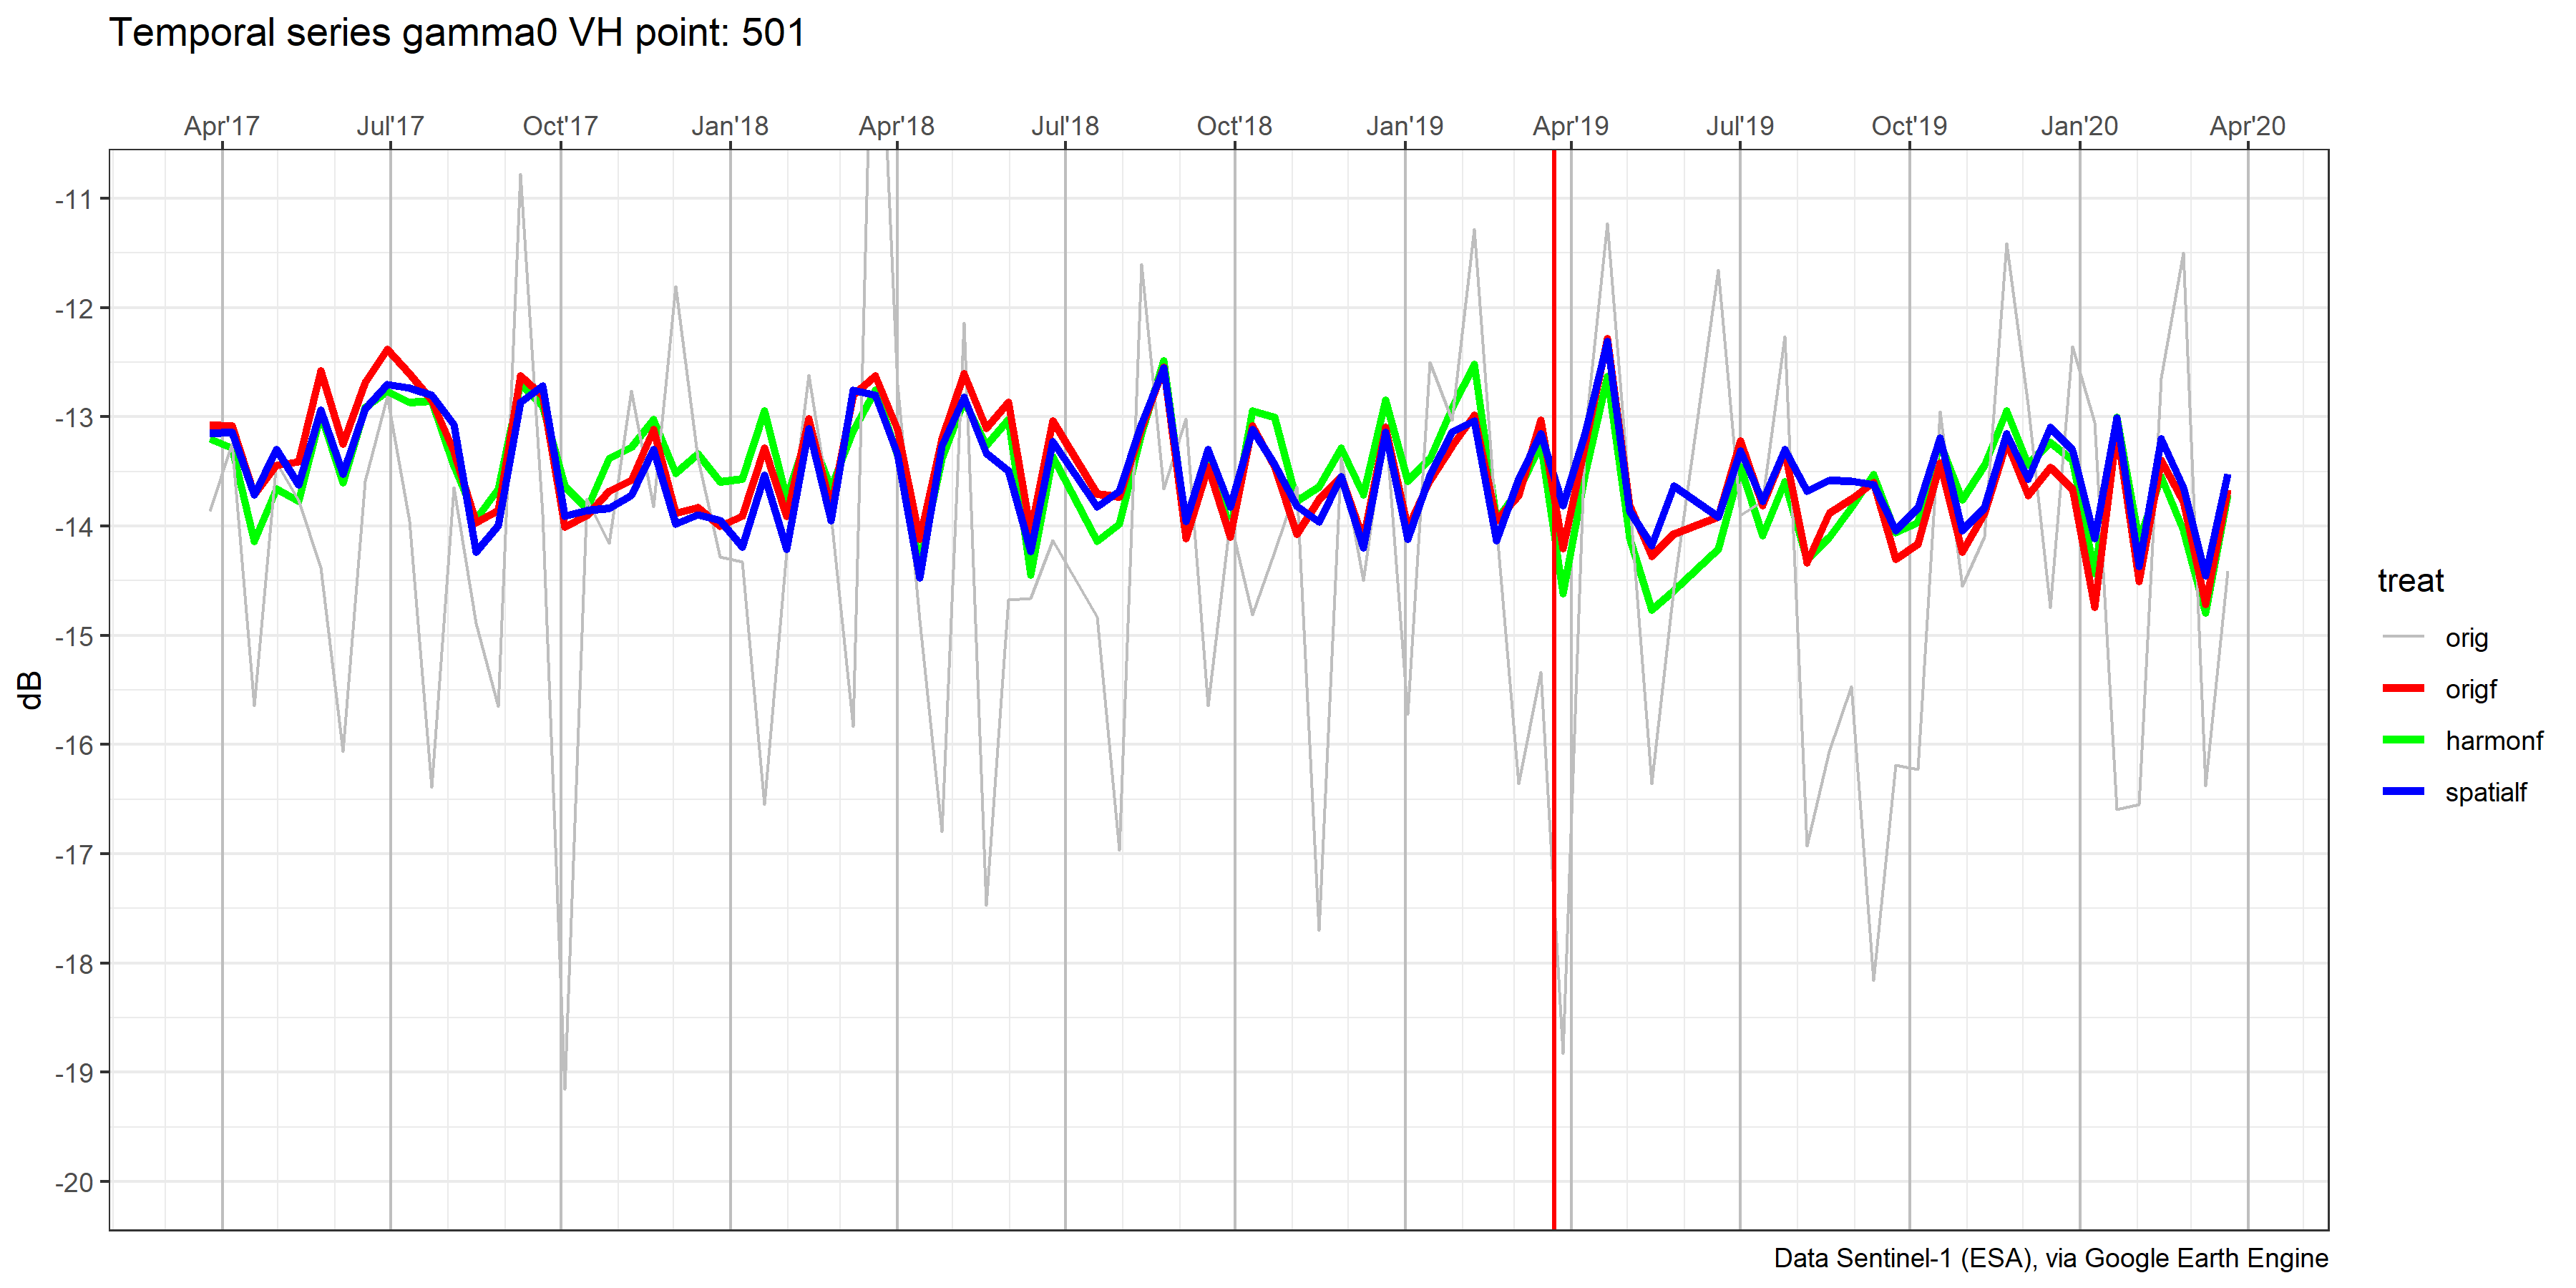 Temporal series gamma0 VH point: 501
Apr'17 Jul'17 Oct'17 Jan'18 Apr'18 Jul'18 Oct'18 Jan'19 Apr'19 Jul'19 Oct'19 Jan'20 Apr'20
-11
-12
-13
-14
-15
-16
-17
-18
-19
-20
dB
treat
orig
origf
harmonf
spatialf
Data Sentinel-1 (ESA), via Google Earth Engine